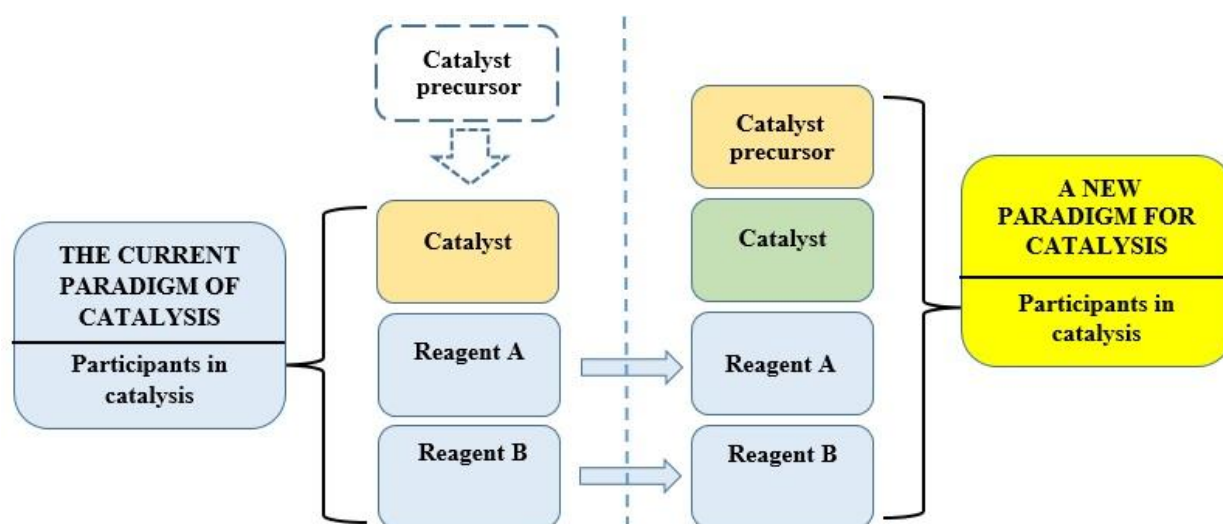 Catalyst
precursor
THE CURRENT
PARADIGM OF
CATALYSIS
Participants in
catalysis
Catalyst
Reagent A
Reagent B
Catalyst
precursor
Catalyst
Reagent A
Reagent B
A NEW
PARADIGM FOR
CATALYSIS
Participants in
catalysis